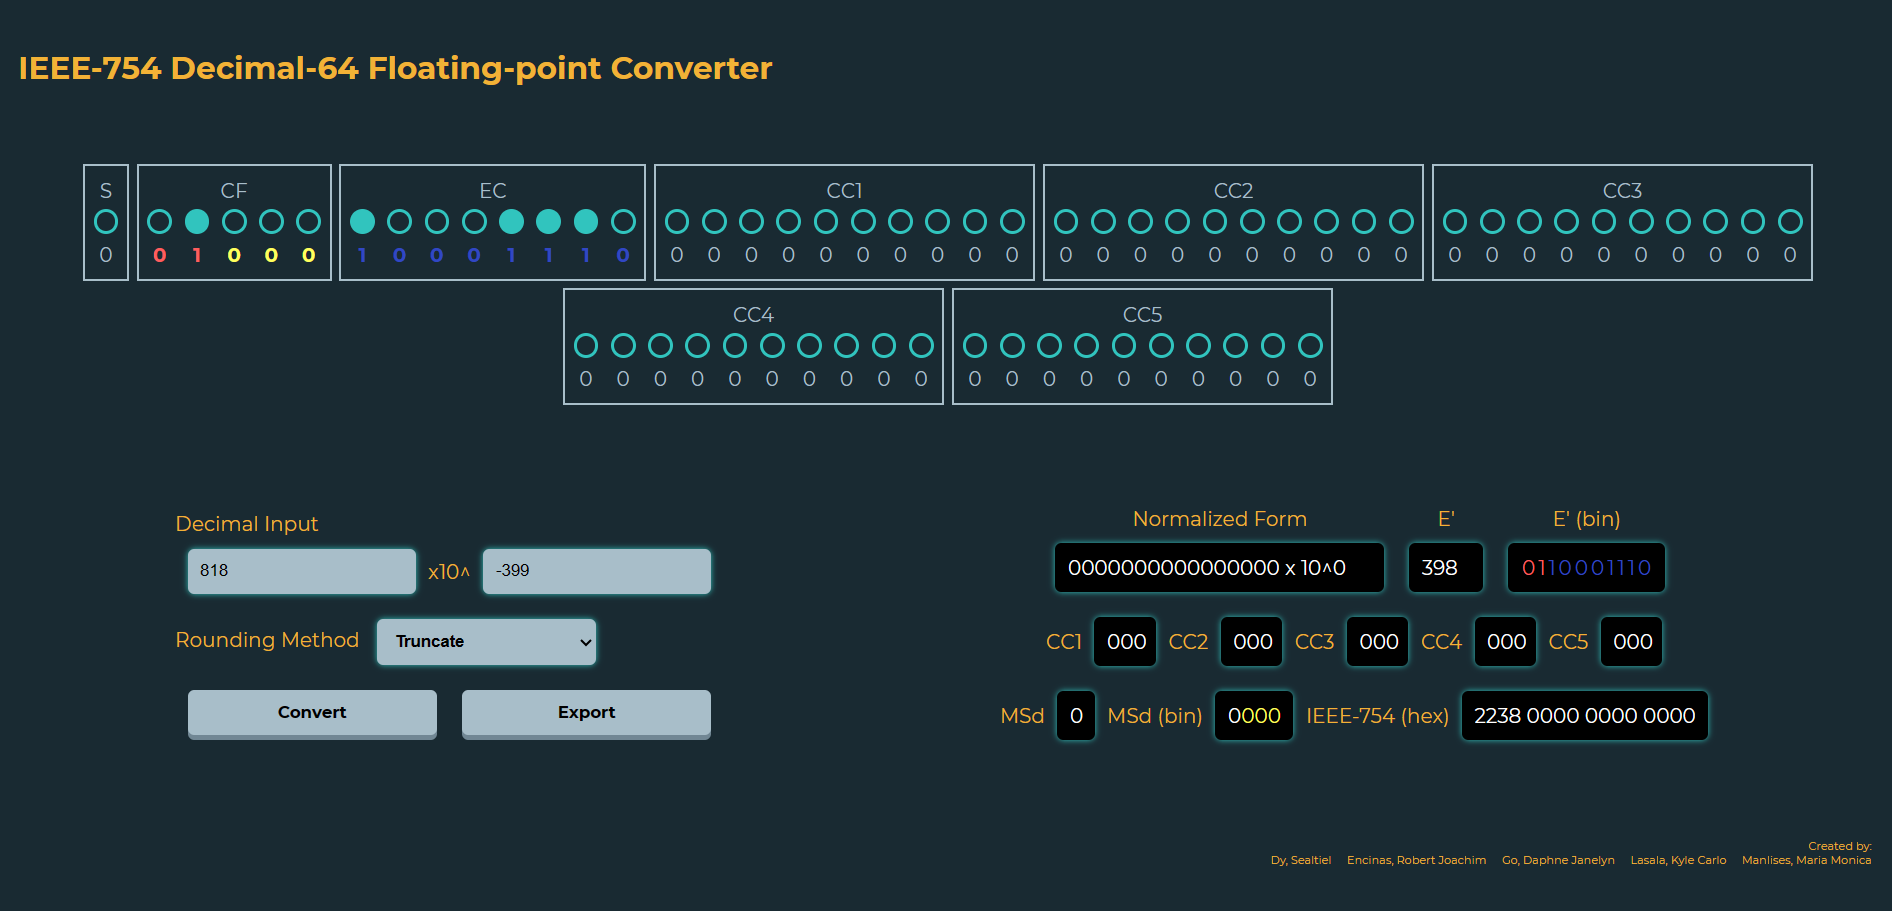 IEEE-754 Decimal-64 Floating-point Converter
S CF EC CC1 CC2 CC3
0 0 1 0 0 0 1 0 0 0 1 1 1 0 0 0 0 0 0 0 0 0 0 0 0 0 0 0 0 0 0 0 0 0 0 0 0 0 0 0 0 0 0 0
CC4 CC5
0 0 0 0 0 0 0 0 0 0 0 0 0 0 0 0 0 0 0 0
Decimal Input
818 x10^ -399
Rounding Method Truncate
Convert Export
Normalized Form E' E' (bin)
0000000000000000 x 10^0 398 0110001110
CC1 000 CC2 000 CC3 000 CC4 000 CC5 000
MSd 0 MSd (bin) 0000 IEEE-754 (hex) 2238 0000 0000 0000
Created by:
Dy, Sealtiel Encinas, Robert Joachim Go, Daphne Janelyn Lasala, Kyle Carlo Manlises, Maria Monica